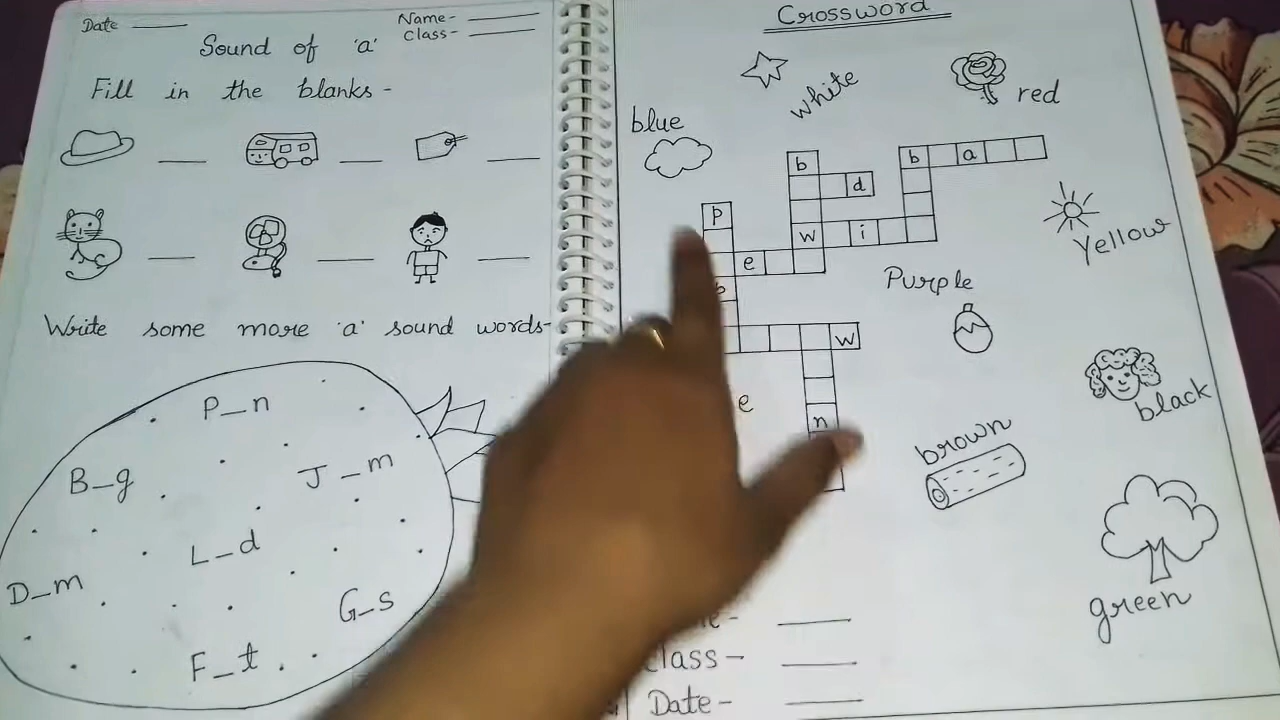 Date
Name-
Class-
Sound of 'a'
Fill in the blanks-
Write some more 'a' sound words-
P_n
B_g
J_m
L_d
D_m
G_s
F_t
Crossword
white
red
blue
b
b a
d
p
w i
Yellow
e
Purple
b
w
e
black
n
brown
green
Class-
Date-